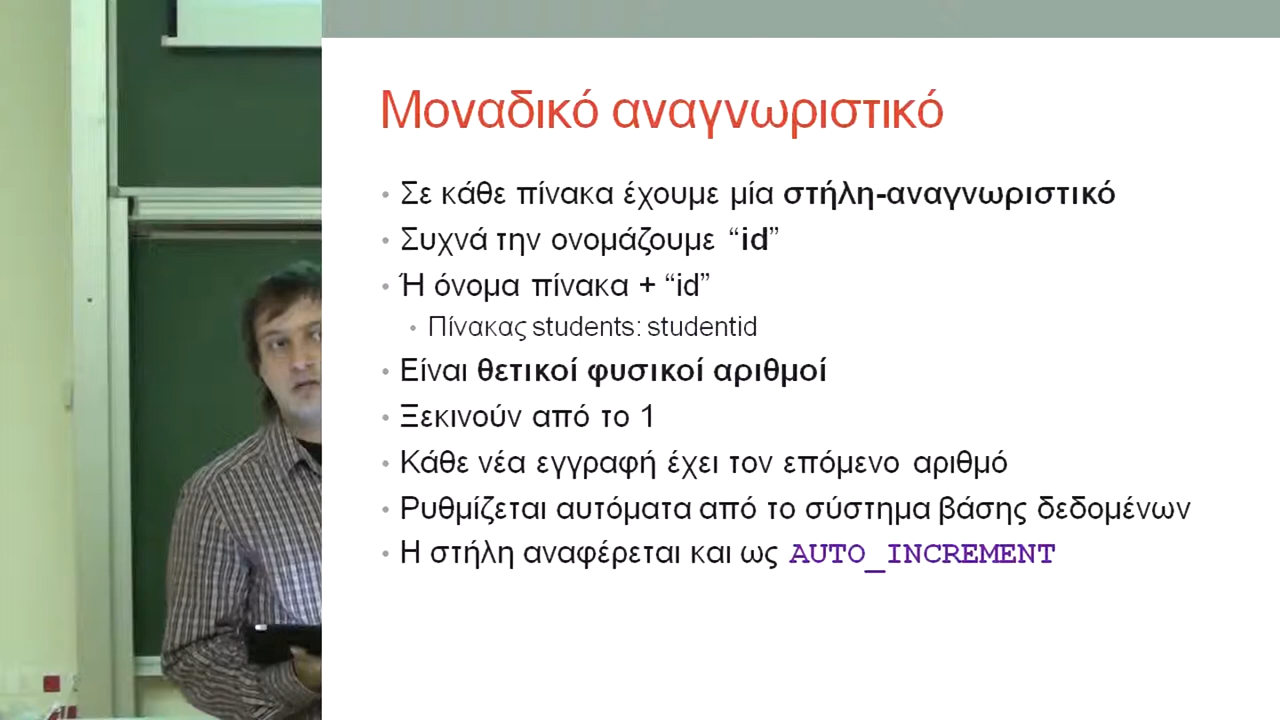 Μοναδικό αναγνωριστικό
• Σε κάθε πίνακα έχουμε μία στήλη-αναγνωριστικό
• Συχνά την ονομάζουμε “id”
• Ή όνομα πίνακα + “id”
• Πίνακας students: studentid
• Είναι θετικοί φυσικοί αριθμοί
• Ξεκινούν από το 1
• Κάθε νέα εγγραφή έχει τον επόμενο αριθμό
• Ρυθμίζεται αυτόματα από το σύστημα βάσης δεδομένων
• Η στήλη αναφέρεται και ως AUTO_INCREMENT